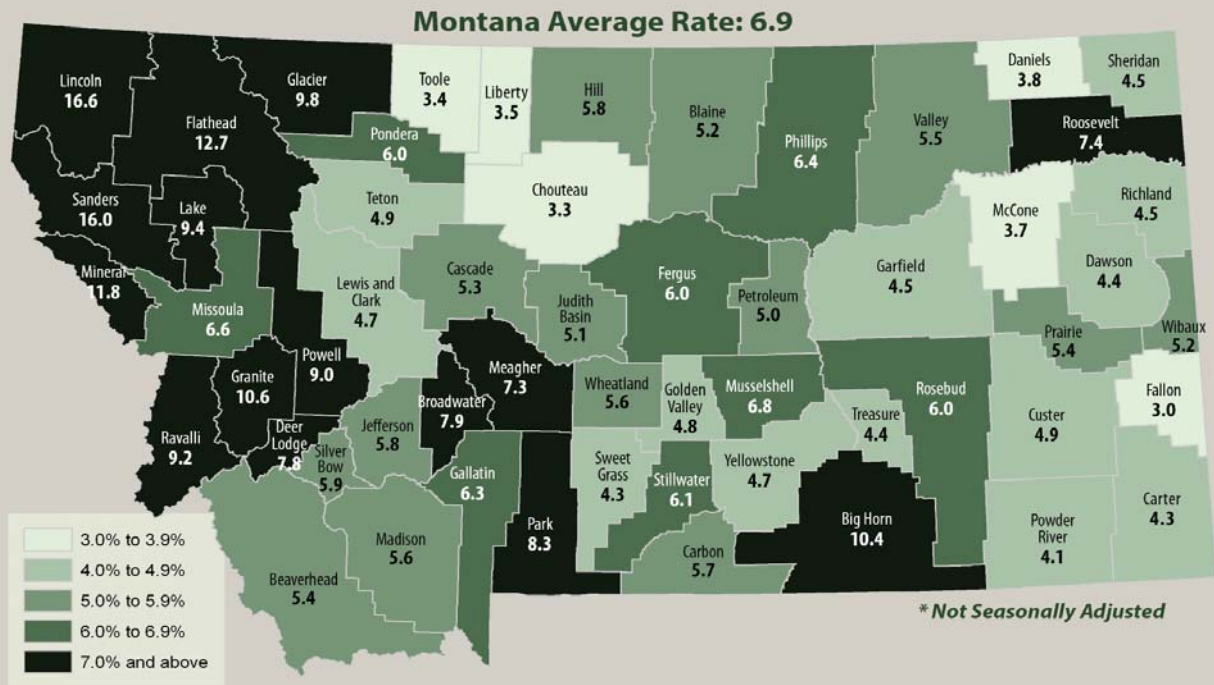 Montana Average Rate: 6.9
Lincoln
16.6
Flathead
12.7
Glacier
9.8
Toole
3.4
Liberty
3.5
Hill
5.8
Blaine
5.2
Phillips
6.4
Valley
5.5
Daniels
3.8
Sheridan
4.5
Roosevelt
7.4
Pondera
6.0
Sanders
16.0
Lake
9.4
Teton
4.9
Chouteau
3.3
McCone
3.7
Richland
4.5
Mineral
11.8
Missoula
6.6
Lewis and
Clark
4.7
Cascade
5.3
Judith
Basin
5.1
Fergus
6.0
Petroleum
5.0
Garfield
4.5
Dawson
4.4
Prairie
5.4
Wibaux
5.2
Powell
9.0
Granite
10.6
Meagher
7.3
Broadwater
7.9
Wheatland
5.6
Golden
Valley
4.8
Musselshell
6.8
Treasure
4.4
Rosebud
6.0
Custer
4.9
Fallon
3.0
Ravalli
9.2
Deer
Lodge
7.8
Silver
Bow
5.9
Jefferson
5.8
Gallatin
6.3
Park
8.3
Sweet
Grass
4.3
Stillwater
6.1
Yellowstone
4.7
Big Horn
10.4
Powder
River
4.1
Carter
4.3
Beaverhead
5.4
Madison
5.6
Carbon
5.7
3.0% to 3.9%
4.0% to 4.9%
5.0% to 5.9%
6.0% to 6.9%
7.0% and above
* Not Seasonally Adjusted